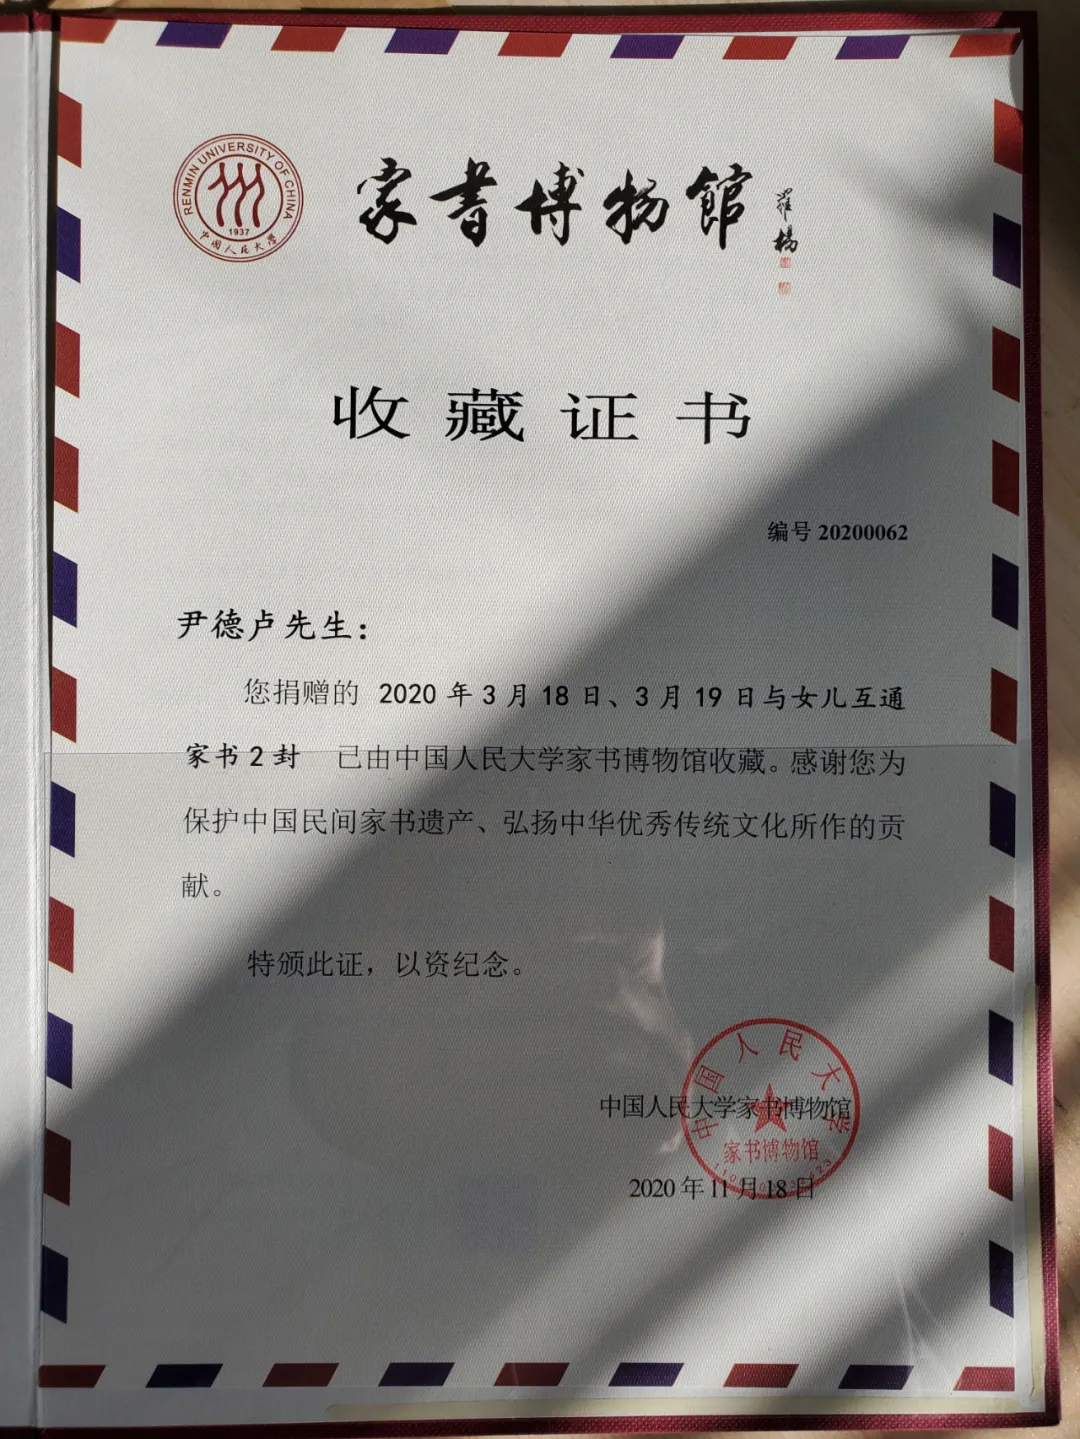 RENMIN UNIVERSITY OF CHINA
1937
中国人民大学
家書博物館
羅楊
收藏证书
编号 20200062
尹德卢先生：
您捐赠的 2020 年 3 月 18 日、3 月 19 日与女儿互通
家书 2 封 已由中国人民大学家书博物馆收藏。感谢您为
保护中国民间家书遗产、弘扬中华优秀传统文化所作的贡
献。
特颁此证，以资纪念。
中国人民大学家书博物馆
2020 年 11 月 18 日
中国人民大学
家书博物馆